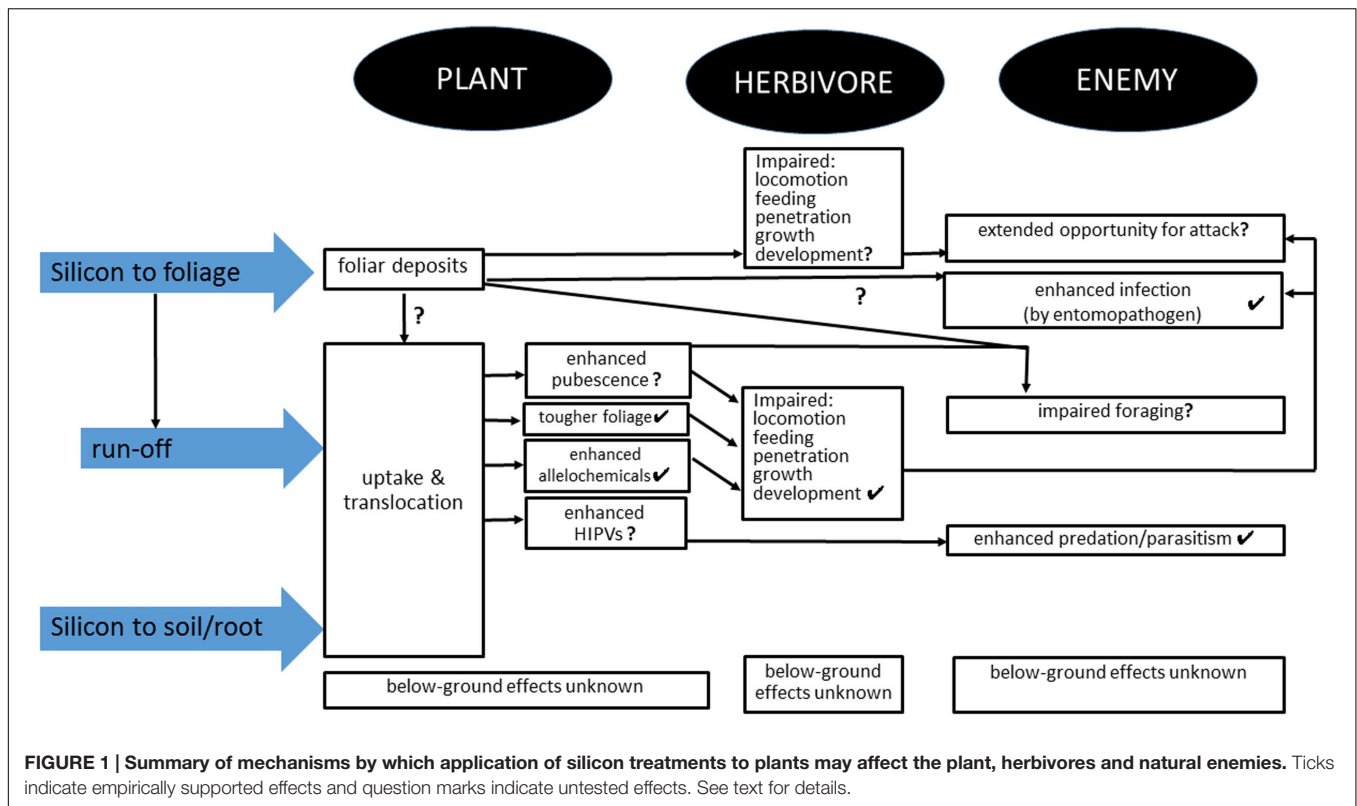 PLANT
HERBIVORE
ENEMY
Impaired:
locomotion
feeding
penetration
growth
development?
extended opportunity for attack?
Silicon to foliage
foliar deposits
?
enhanced infection
(by entomopathogen) ✔
?
enhanced
pubescence ?
tougher foliage ✔
enhanced
allelochemicals ✔
enhanced
HIPVs ?
Impaired:
locomotion
feeding
penetration
growth
development ✔
impaired foraging?
run-off
uptake &
translocation
enhanced predation/parasitism ✔
Silicon to soil/root
below-ground effects unknown
below-ground
effects unknown
below-ground effects unknown
FIGURE 1 | Summary of mechanisms by which application of silicon treatments to plants may affect the plant, herbivores and natural enemies. Ticks
indicate empirically supported effects and question marks indicate untested effects. See text for details.